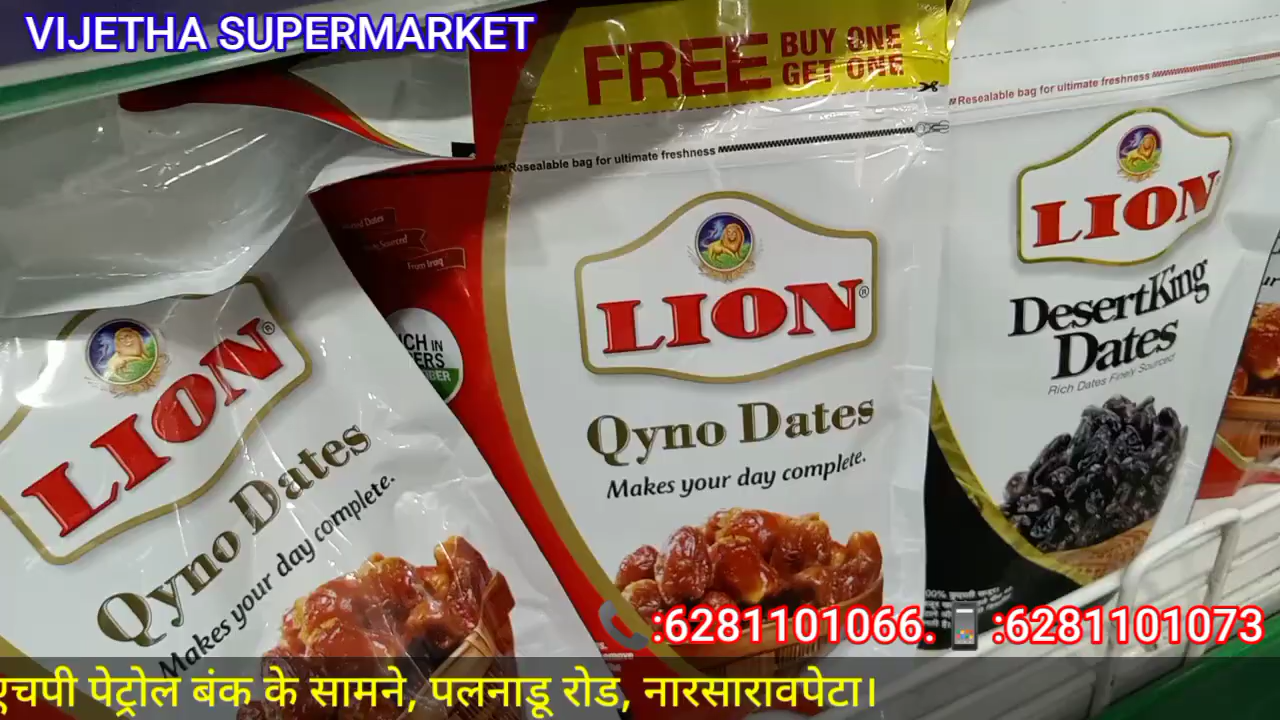 VIJETHA SUPERMARKET
FREE BUY ONE GET ONE
Resealable bag for ultimate freshness
LION®
Qyno Dates
Makes your day complete.
From Iraq
LION®
Qyno Dates
Makes your day complete.
Resealable bag for ultimate freshness
LION
DesertKing
Dates
Rich Dates Finely Sourced
:6281101066. :6281101073
एचपी पेट्रोल बंक के सामने, पलनाडू रोड, नारसारावपेटा।